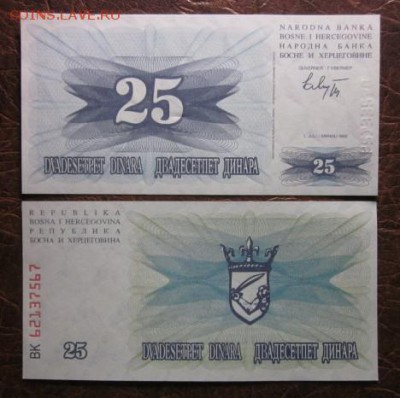 COINS.LAVE.RU
NARODNA BANKA
BOSNE I HERCEGOVINE
НАРОДНА БАНКА
БОСНЕ И ХЕРЦЕГОВИНЕ
25
25
DVADESETPET DINARA ДВАДЕСЕТПЕТ ДИНАРА
REPUBLIKA
BOSNA I HERCEGOVINA
РЕПУБЛИКА
БОСНА И ХЕРЦЕГОВИНА
BK 62137567
25
DVADESETPET DINARA ДВАДЕСЕТПЕТ ДИНАРА